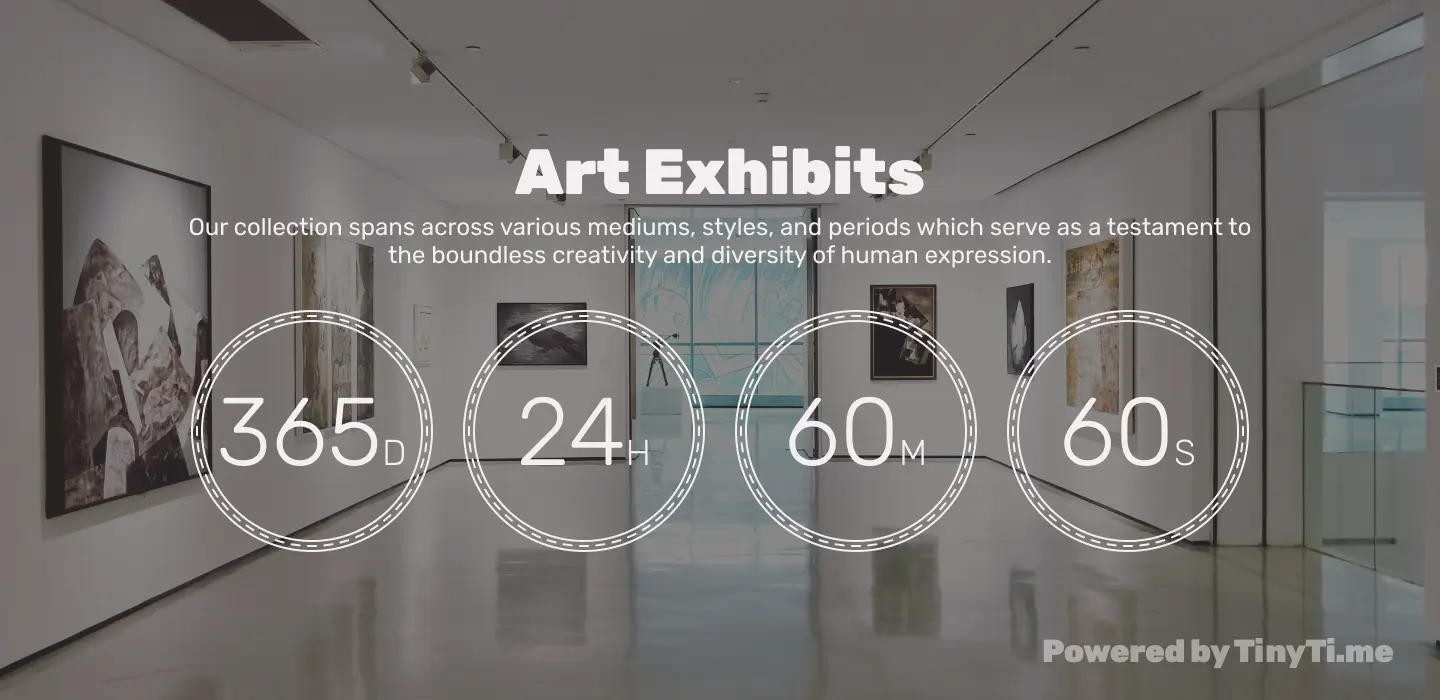 Art Exhibits
Our collection spans across various mediums, styles, and periods which serve as a testament to
the boundless creativity and diversity of human expression.
365D 24H 60M 60S
Powered by TinyTi.me